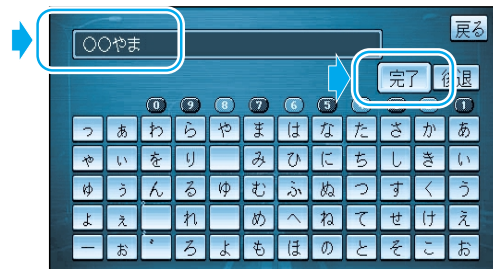 戻る
○○やま
完了 後退
0 9 8 7 6 5 1
っ ぁ わ ら や ま は な た さ か あ
ゃ ぃ を り み ひ に ち し き い
ゅ ぅ ん る ゆ む ふ ぬ つ す く う
ょ ぇ れ め へ ね て せ け え
ー ぉ ゛ ろ よ も ほ の と そ こ お